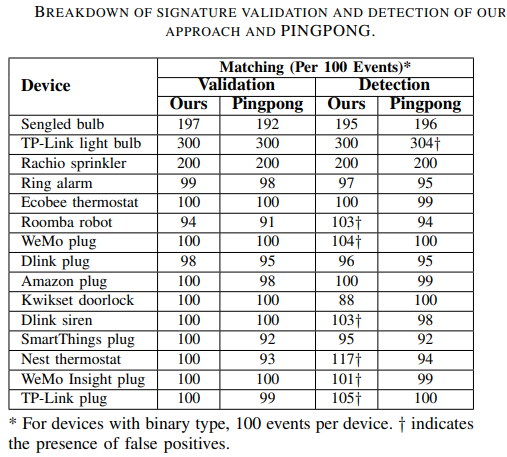 BREAKDOWN OF SIGNATURE VALIDATION AND DETECTION OF OUR
APPROACH AND PINGPONG.
Device Matching (Per 100 Events)*
Validation Detection
Ours Pingpong Ours Pingpong
Sengled bulb 197 192 195 196
TP-Link light bulb 300 300 300 304†
Rachio sprinkler 200 200 200 200
Ring alarm 99 98 97 95
Ecobee thermostat 100 100 100 99
Roomba robot 94 91 103† 94
WeMo plug 100 100 104† 100
Dlink plug 98 95 96 95
Amazon plug 100 98 100 99
Kwikset doorlock 100 100 88 100
Dlink siren 100 100 103† 98
SmartThings plug 100 92 95 92
Nest thermostat 100 93 117† 94
WeMo Insight plug 100 100 101† 99
TP-Link plug 100 99 105† 100
* For devices with binary type, 100 events per device. † indicates
the presence of false positives.